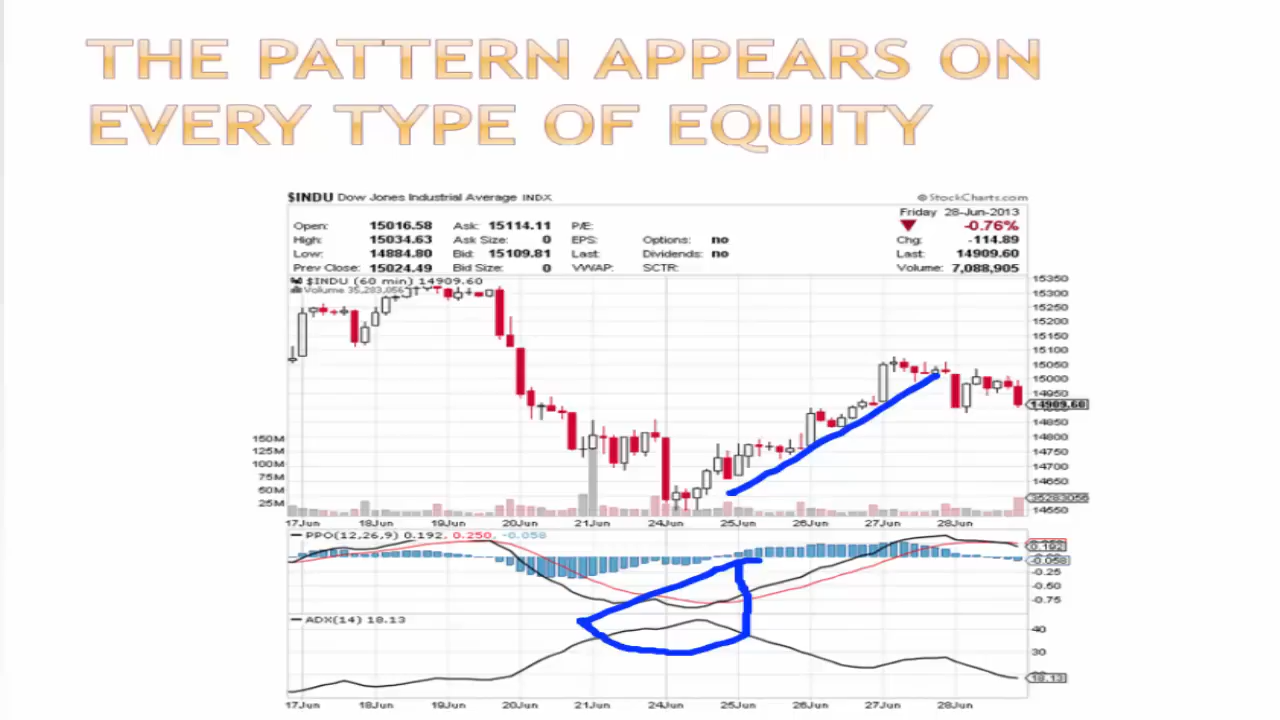 THE PATTERN APPEARS ON
EVERY TYPE OF EQUITY
$INDU Dow Jones Industrial Average INDX
© StockCharts.com
Friday 28-Jun-2013
Open: 15016.58 Ask: 15114.11 P/E: -0.76%
High: 15034.63 Ask Size: 0 EPS: Options: no Chg: -114.89
Low: 14884.80 Bid: 15109.81 Last: Dividends: no Last: 14909.60
Prev Close: 15024.49 Bid Size: 0 VWAP: SCTR: Volume: 7,088,905
$INDU (60 min) 14909.60
Volume 35,283,056
15350
15300
15250
15200
15150
15100
15050
15000
14950
14909.60
14850
14800
14750
14700
14650
35283056
14550
150M
125M
100M
75M
50M
25M
17Jun 18Jun 19Jun 20Jun 21Jun 24Jun 25Jun 26Jun 27Jun 28Jun
PPO(12,26,9) 0.192, 0.250, -0.058
0.192
-0.058
-0.25
-0.50
-0.75
ADX(14) 18.13
40
30
18.13
17Jun 18Jun 19Jun 20Jun 21Jun 24Jun 25Jun 26Jun 27Jun 28Jun